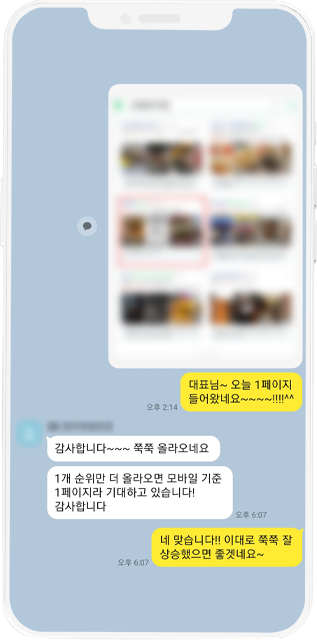 대표님~ 오늘 1페이지
들어왔네요~~~~!!!!^^
오후 2:14
감사합니다~~~ 쭉쭉 올라오네요
1개 순위만 더 올라오면 모바일 기준
1페이지라 기대하고 있습니다!
감사합니다
오후 6:07
네 맞습니다!! 이대로 쭉쭉 잘
상승했으면 좋겟네요~
오후 6:07